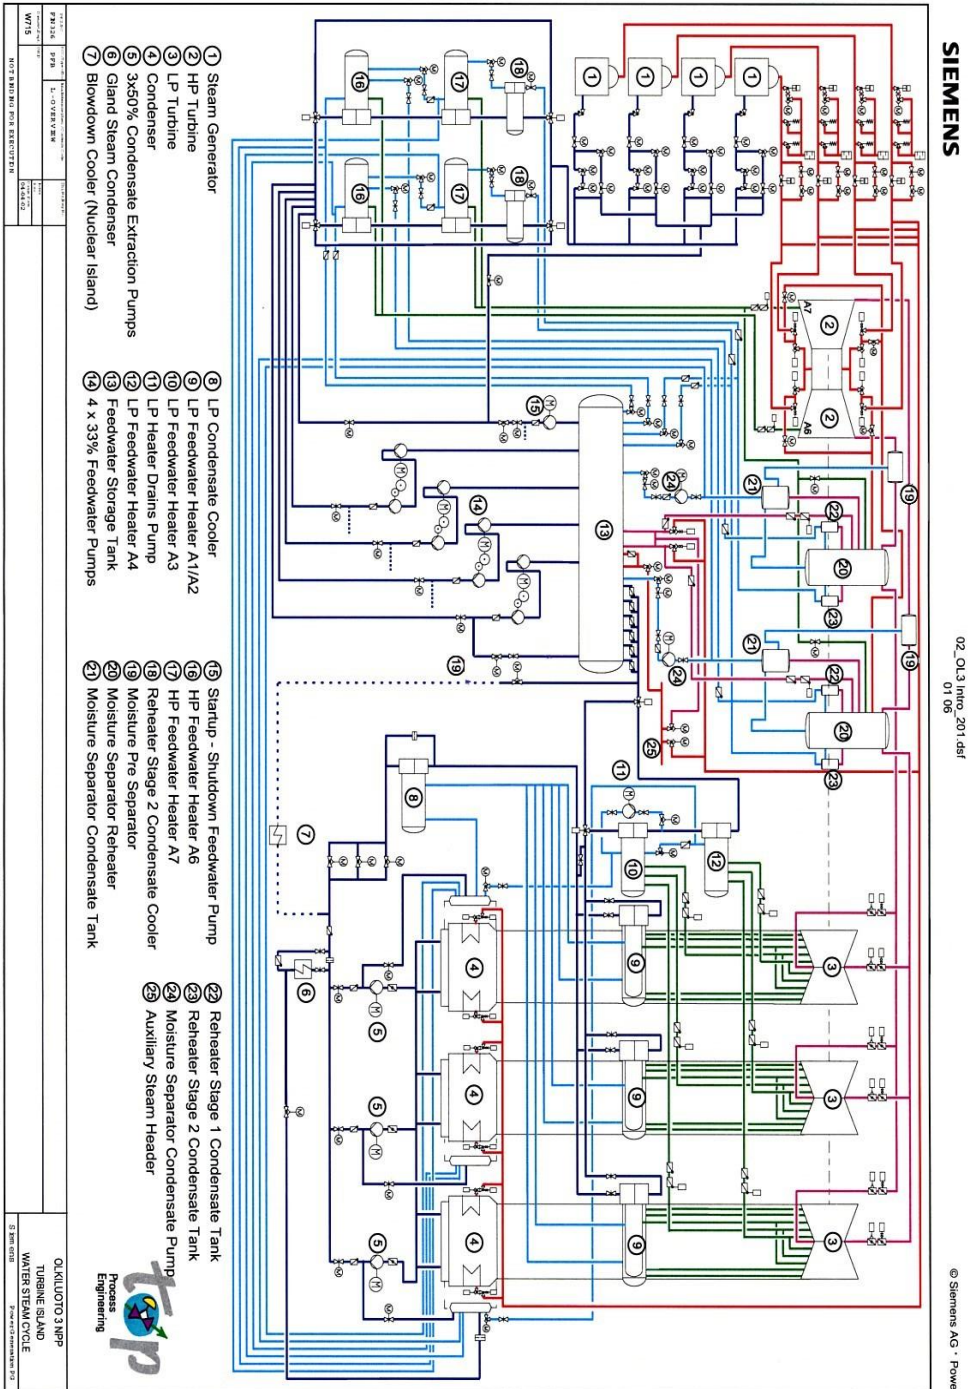 SIEMENS
02_OL3 Intro_201.dsf
01 06
© Siemens AG · Powe
1 Steam Generator
2 HP Turbine
3 LP Turbine
4 Condenser
5 3x50% Condensate Extraction Pumps
6 Gland Steam Condenser
7 Blowdown Cooler (Nuclear Island)
8 LP Condensate Cooler
9 LP Feedwater Heater A1/A2
10 LP Feedwater Heater A3
11 LP Heater Drains Pump
12 LP Feedwater Heater A4
13 Feedwater Storage Tank
14 4 x 33% Feedwater Pumps
15 Startup - Shutdown Feedwater Pump
16 HP Feedwater Heater A6
17 HP Feedwater Heater A7
18 Reheater Stage 2 Condensate Cooler
19 Moisture Pre Separator
20 Moisture Separator Reheater
21 Moisture Separator Condensate Tank
22 Reheater Stage 1 Condensate Tank
23 Reheater Stage 2 Condensate Tank
24 Moisture Separator Condensate Pump
25 Auxiliary Steam Header
A7
A6
top
Process
Engineering
OLKILUOTO 3 NPP
TURBINE ISLAND
WATER STEAM CYCLE
Siemens
W715
NOT BINDING FOR EXECUTION